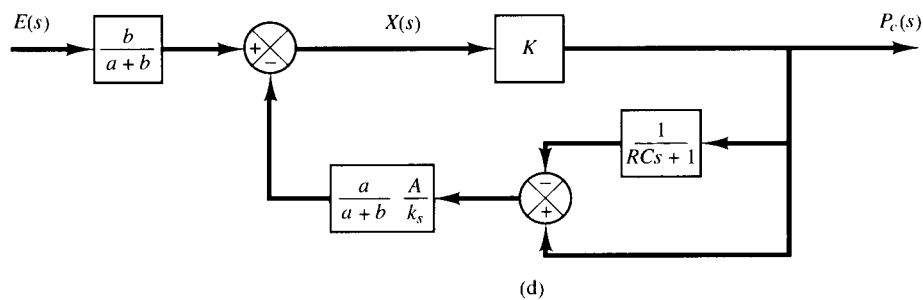 E(s)
X(s)
P_c(s)
b
a + b
+
−
K
1
RCs + 1
−
+
a
a + b
A
k_s
(d)